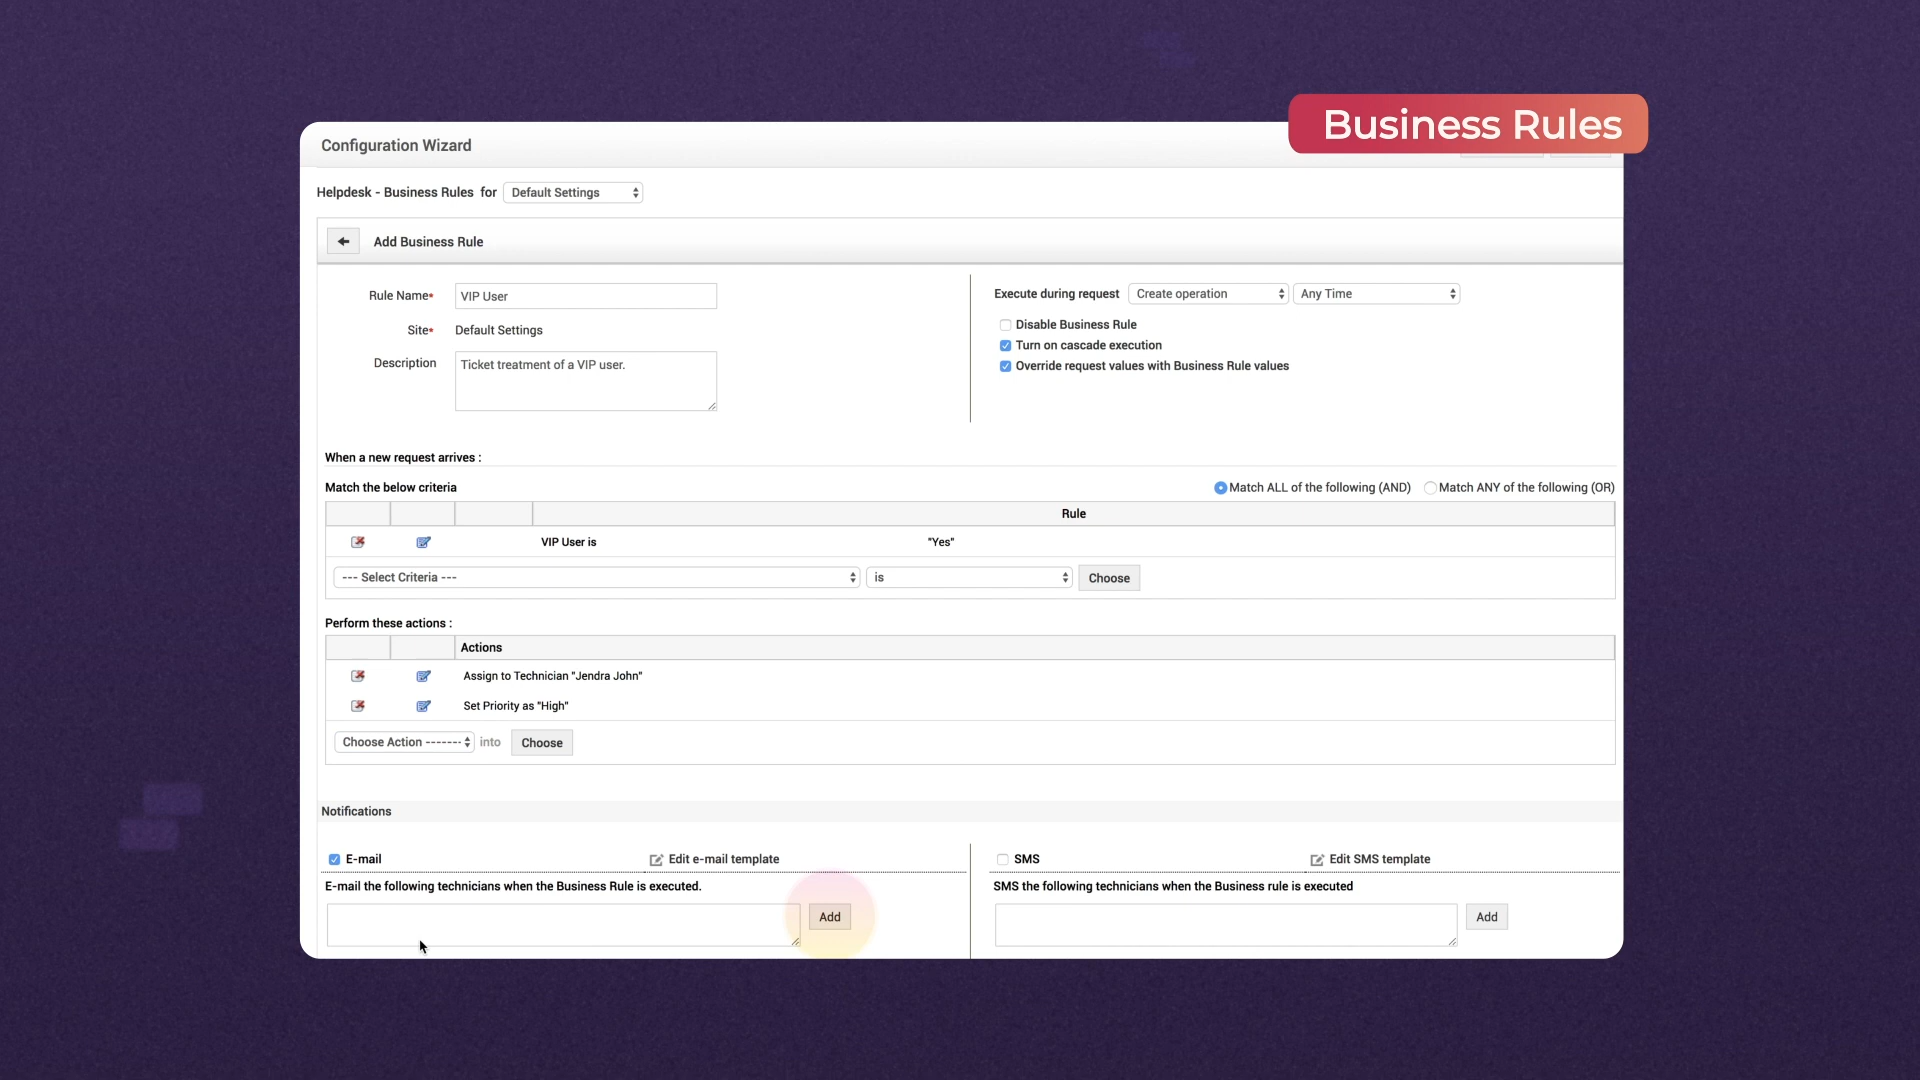 Business Rules
Configuration Wizard
Helpdesk - Business Rules for Default Settings
Add Business Rule
Rule Name* VIP User
Site* Default Settings
Description Ticket treatment of a VIP user.
Execute during request Create operation Any Time
Disable Business Rule
Turn on cascade execution
Override request values with Business Rule values
When a new request arrives :
Match the below criteria Match ALL of the following (AND) Match ANY of the following (OR)
Rule
VIP User is "Yes"
--- Select Criteria --- is Choose
Perform these actions :
Actions
Assign to Technician "Jendra John"
Set Priority as "High"
Choose Action ------- into Choose
Notifications
E-mail Edit e-mail template
E-mail the following technicians when the Business Rule is executed.
Add
SMS Edit SMS template
SMS the following technicians when the Business rule is executed
Add